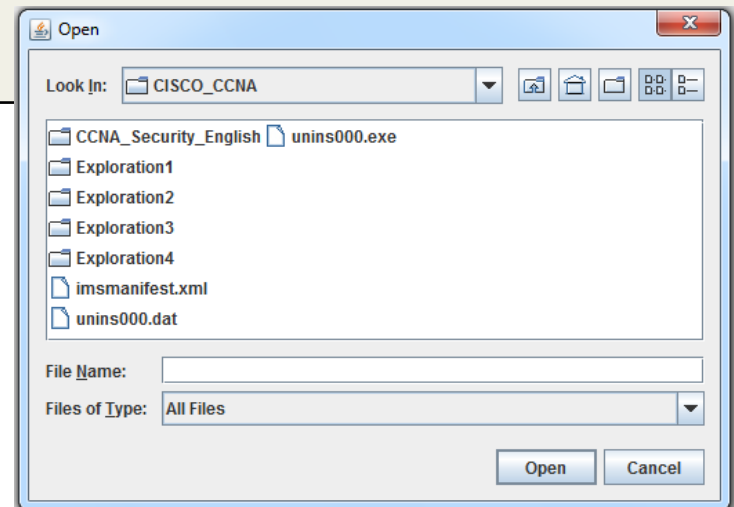 Open
Look In: CISCO_CCNA
CCNA_Security_English unins000.exe
Exploration1
Exploration2
Exploration3
Exploration4
imsmanifest.xml
unins000.dat
File Name:
Files of Type: All Files
Open Cancel